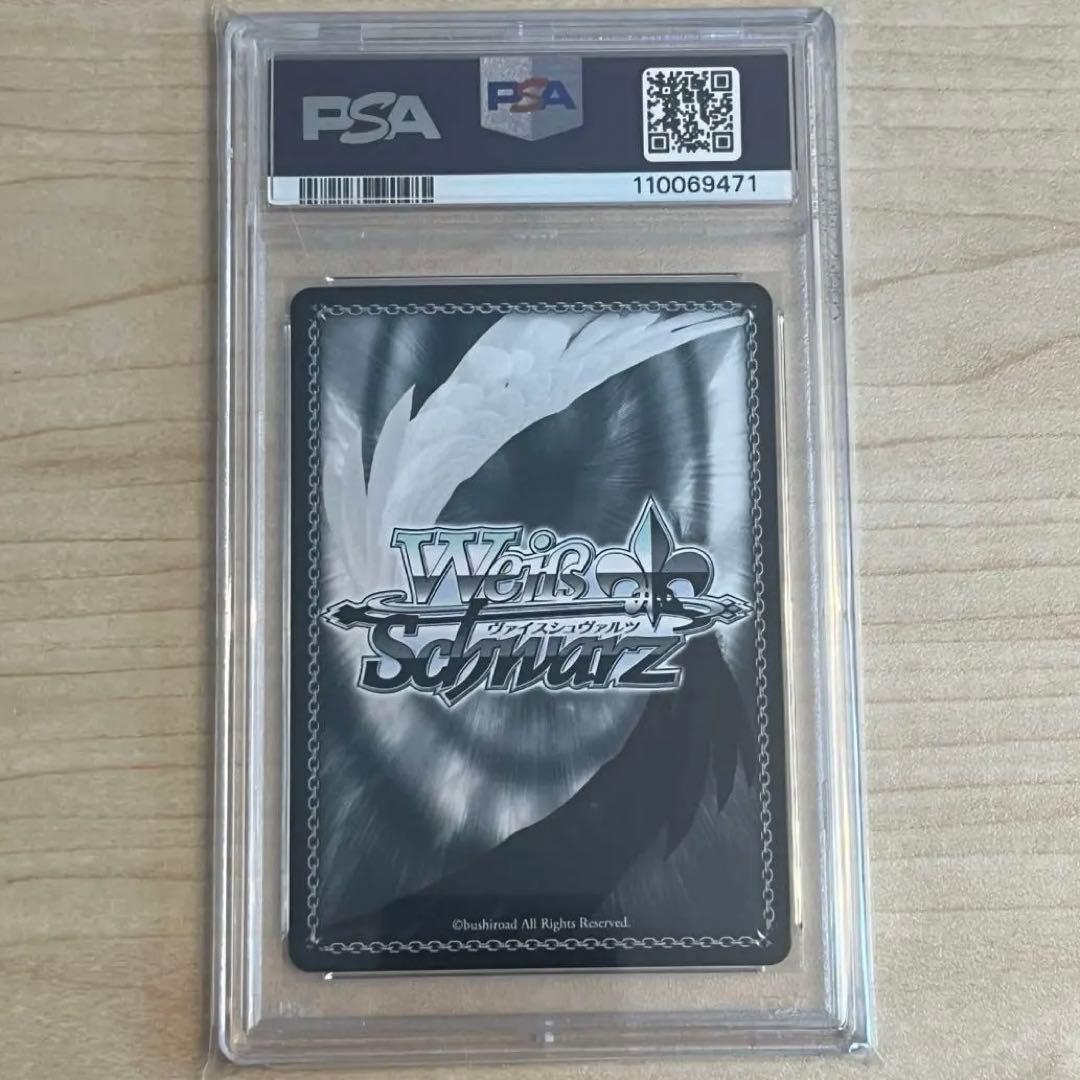 PSA
PSA
110069471
Weiß
ヴァイスシュヴァルツ
Schwarz
©bushiroad All Rights Reserved.